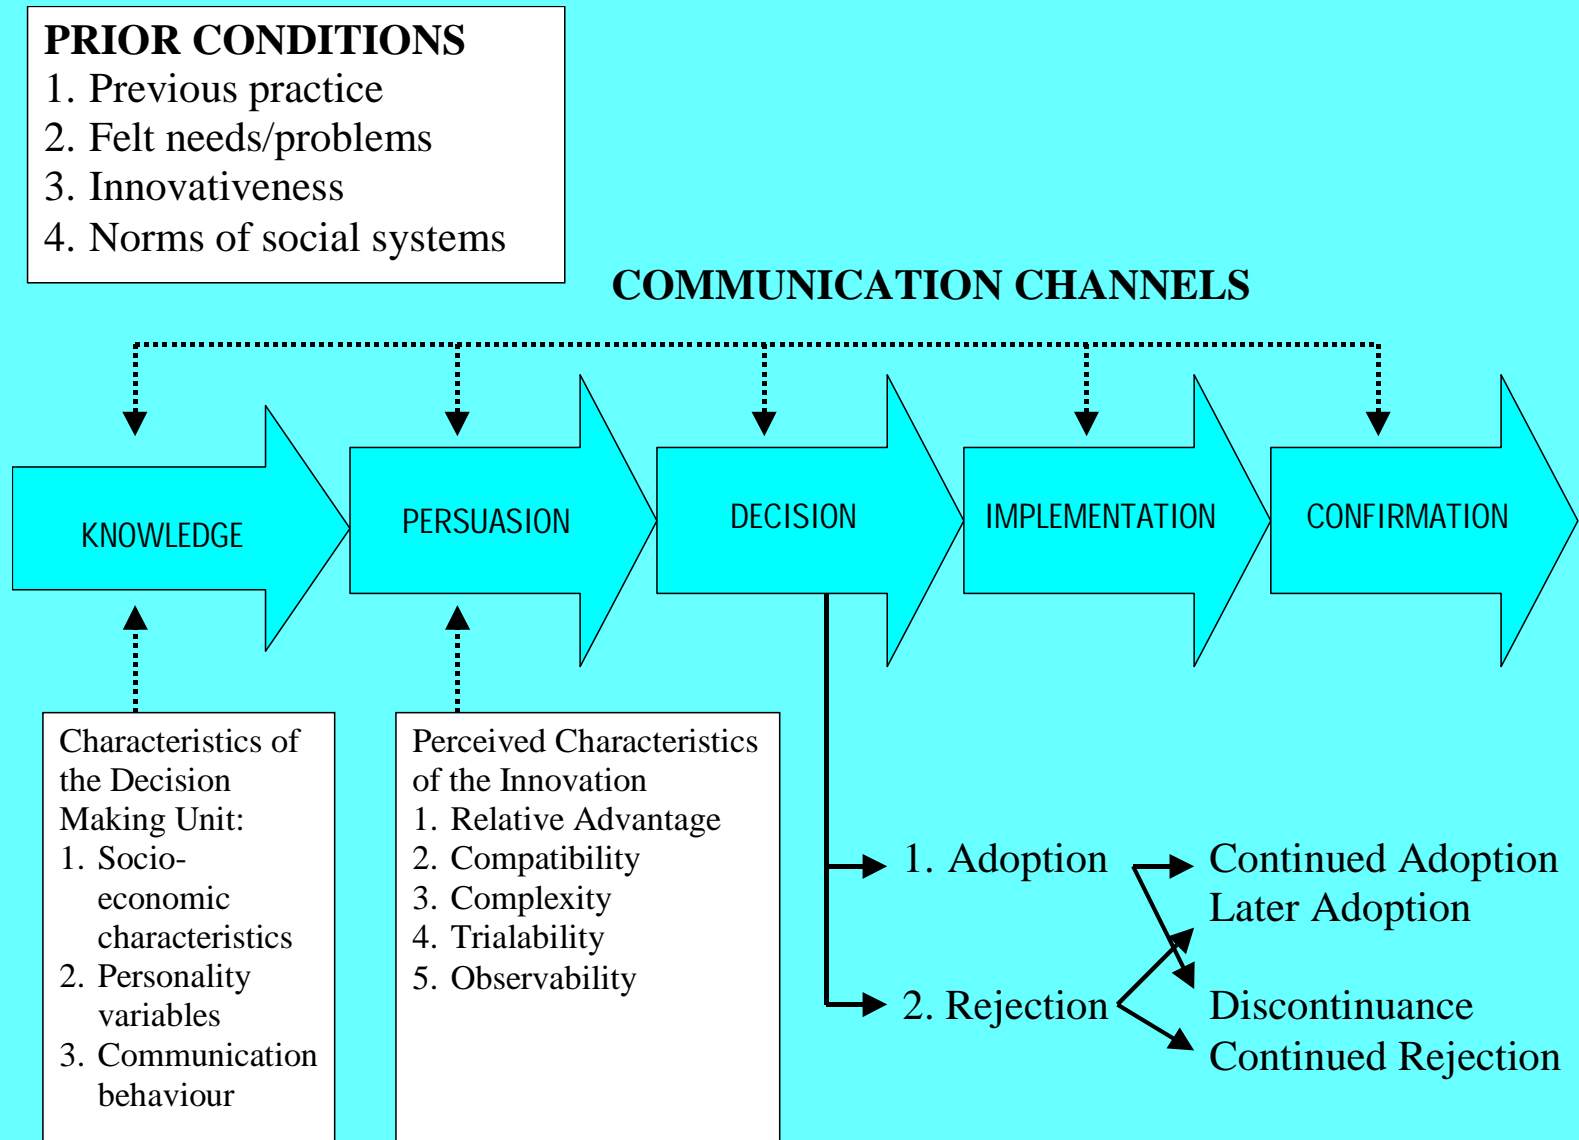 PRIOR CONDITIONS
1. Previous practice
2. Felt needs/problems
3. Innovativeness
4. Norms of social systems
COMMUNICATION CHANNELS
KNOWLEDGE
PERSUASION
DECISION
IMPLEMENTATION
CONFIRMATION
Characteristics of
the Decision
Making Unit:
1. Socio-
economic
characteristics
2. Personality
variables
3. Communication
behaviour
Perceived Characteristics
of the Innovation
1. Relative Advantage
2. Compatibility
3. Complexity
4. Trialability
5. Observability
1. Adoption
2. Rejection
Continued Adoption
Later Adoption
Discontinuance
Continued Rejection